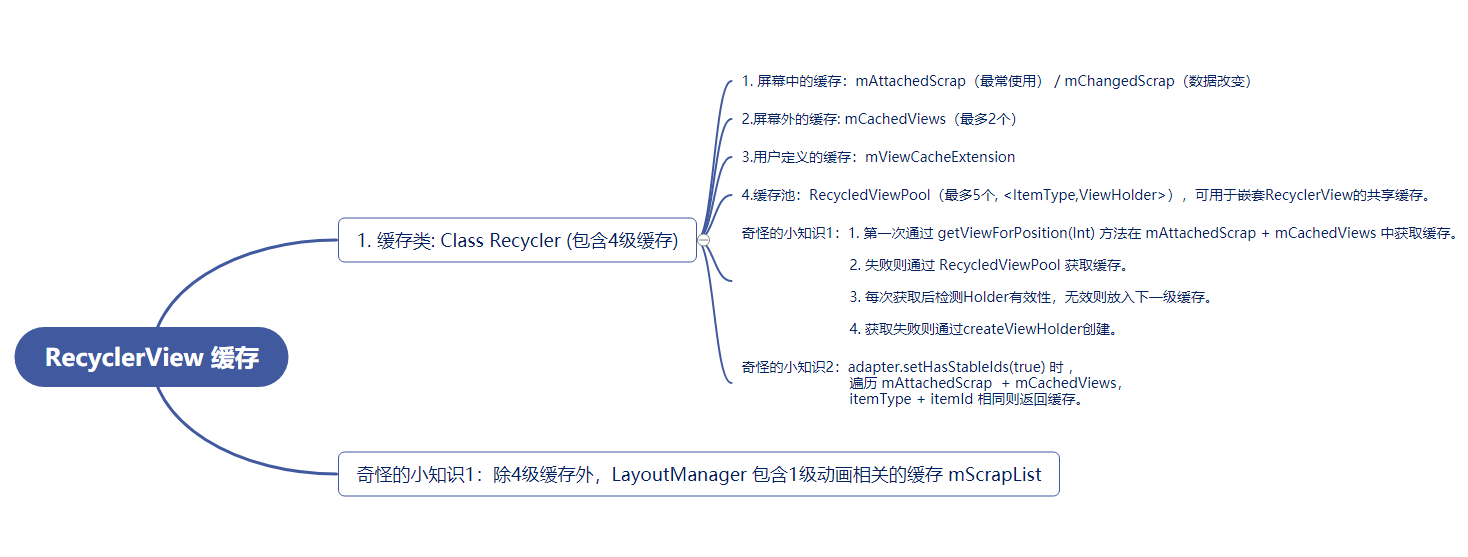 RecyclerView 缓存
1. 缓存类: Class Recycler (包含4级缓存)
1. 屏幕中的缓存：mAttachedScrap（最常使用） / mChangedScrap（数据改变）
2.屏幕外的缓存: mCachedViews（最多2个）
3.用户定义的缓存：mViewCacheExtension
4.缓存池：RecycledViewPool（最多5个, <ItemType,ViewHolder>），可用于嵌套RecyclerView的共享缓存。
奇怪的小知识1：1. 第一次通过 getViewForPosition(Int) 方法在 mAttachedScrap + mCachedViews 中获取缓存。
2. 失败则通过 RecycledViewPool 获取缓存。
3. 每次获取后检测Holder有效性，无效则放入下一级缓存。
4. 获取失败则通过createViewHolder创建。
奇怪的小知识2：adapter.setHasStableIds(true) 时，
遍历 mAttachedScrap + mCachedViews，
itemType + itemId 相同则返回缓存。
奇怪的小知识1：除4级缓存外，LayoutManager 包含1级动画相关的缓存 mScrapList